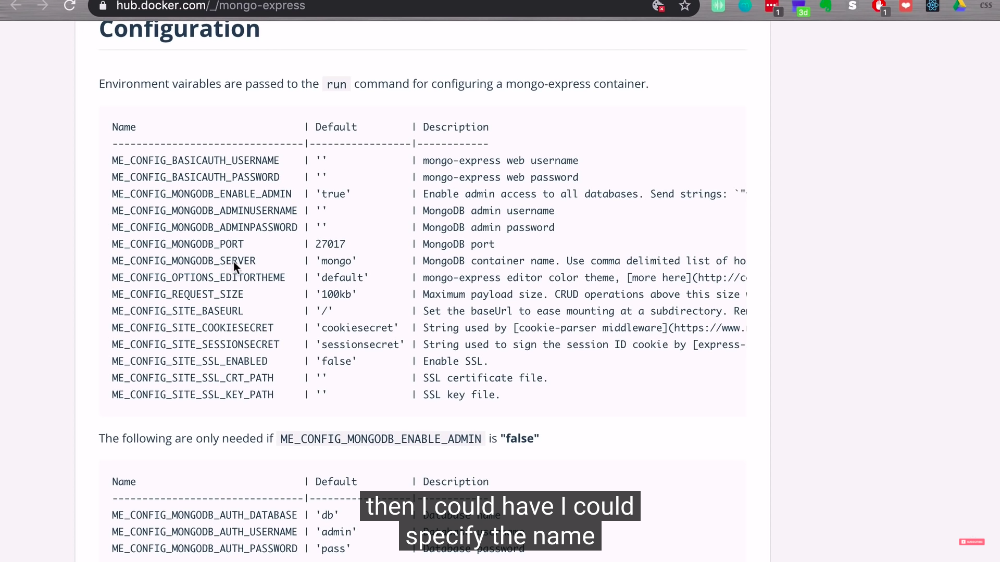 hub.docker.com/_/mongo-express
1
3d
1
css
Configuration
Environment vairables are passed to the run command for configuring a mongo-express container.
Name | Default | Description
--------------------------------|-----------------|------------
ME_CONFIG_BASICAUTH_USERNAME | '' | mongo-express web username
ME_CONFIG_BASICAUTH_PASSWORD | '' | mongo-express web password
ME_CONFIG_MONGODB_ENABLE_ADMIN | 'true' | Enable admin access to all databases. Send strings: `"
ME_CONFIG_MONGODB_ADMINUSERNAME | '' | MongoDB admin username
ME_CONFIG_MONGODB_ADMINPASSWORD | '' | MongoDB admin password
ME_CONFIG_MONGODB_PORT | 27017 | MongoDB port
ME_CONFIG_MONGODB_SERVER | 'mongo' | MongoDB container name. Use comma delimited list of ho
ME_CONFIG_OPTIONS_EDITORTHEME | 'default' | mongo-express editor color theme, [more here](http://c
ME_CONFIG_REQUEST_SIZE | '100kb' | Maximum payload size. CRUD operations above this size
ME_CONFIG_SITE_BASEURL | '/' | Set the baseUrl to ease mounting at a subdirectory. Re
ME_CONFIG_SITE_COOKIESECRET | 'cookiesecret' | String used by [cookie-parser middleware](https://www.
ME_CONFIG_SITE_SESSIONSECRET | 'sessionsecret' | String used to sign the session ID cookie by [express-
ME_CONFIG_SITE_SSL_ENABLED | 'false' | Enable SSL.
ME_CONFIG_SITE_SSL_CRT_PATH | '' | SSL certificate file.
ME_CONFIG_SITE_SSL_KEY_PATH | '' | SSL key file.
The following are only needed if ME_CONFIG_MONGODB_ENABLE_ADMIN is "false"
Name | Default | Description
--------------------------------|-----------------|------------
ME_CONFIG_MONGODB_AUTH_DATABASE | 'db' | Database name
ME_CONFIG_MONGODB_AUTH_USERNAME | 'admin' | Database username
ME_CONFIG_MONGODB_AUTH_PASSWORD | 'pass' | Database password
then I could have I could
specify the name
SUBSCRIBE